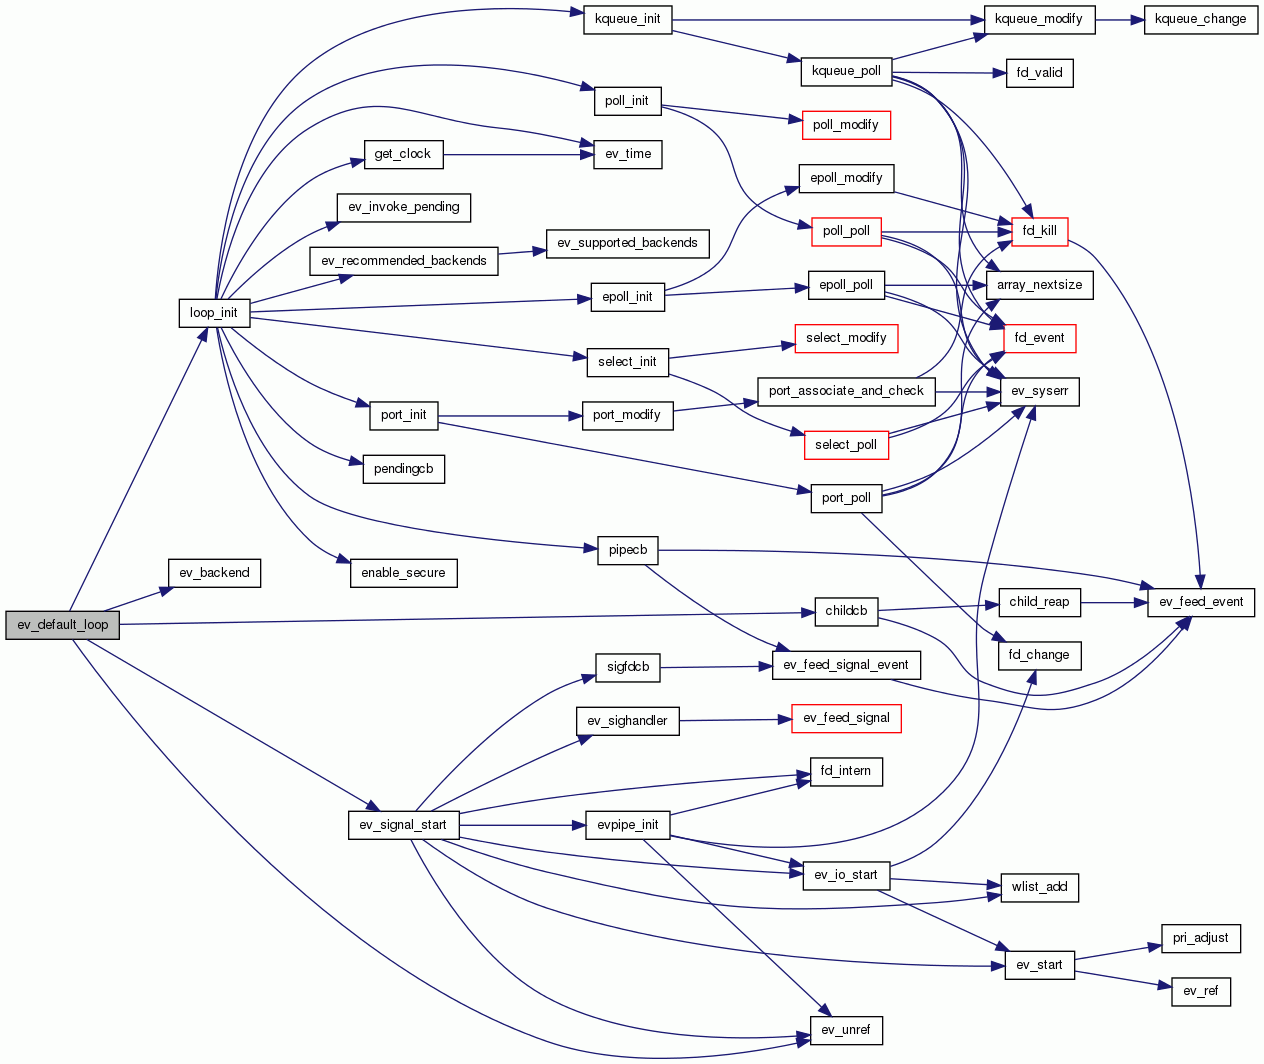 kqueue_init
kqueue_modify
kqueue_change
kqueue_poll
fd_valid
poll_init
poll_modify
get_clock
ev_time
epoll_modify
ev_invoke_pending
poll_poll
fd_kill
ev_supported_backends
ev_recommended_backends
epoll_poll
array_nextsize
epoll_init
loop_init
select_modify
fd_event
select_init
port_associate_and_check
ev_syserr
port_init
port_modify
select_poll
pendingcb
port_poll
pipecb
ev_backend
enable_secure
child_reap
ev_feed_event
childcb
ev_default_loop
fd_change
sigfdcb
ev_feed_signal_event
ev_sighandler
ev_feed_signal
fd_intern
ev_signal_start
evpipe_init
ev_io_start
wlist_add
pri_adjust
ev_start
ev_ref
ev_unref